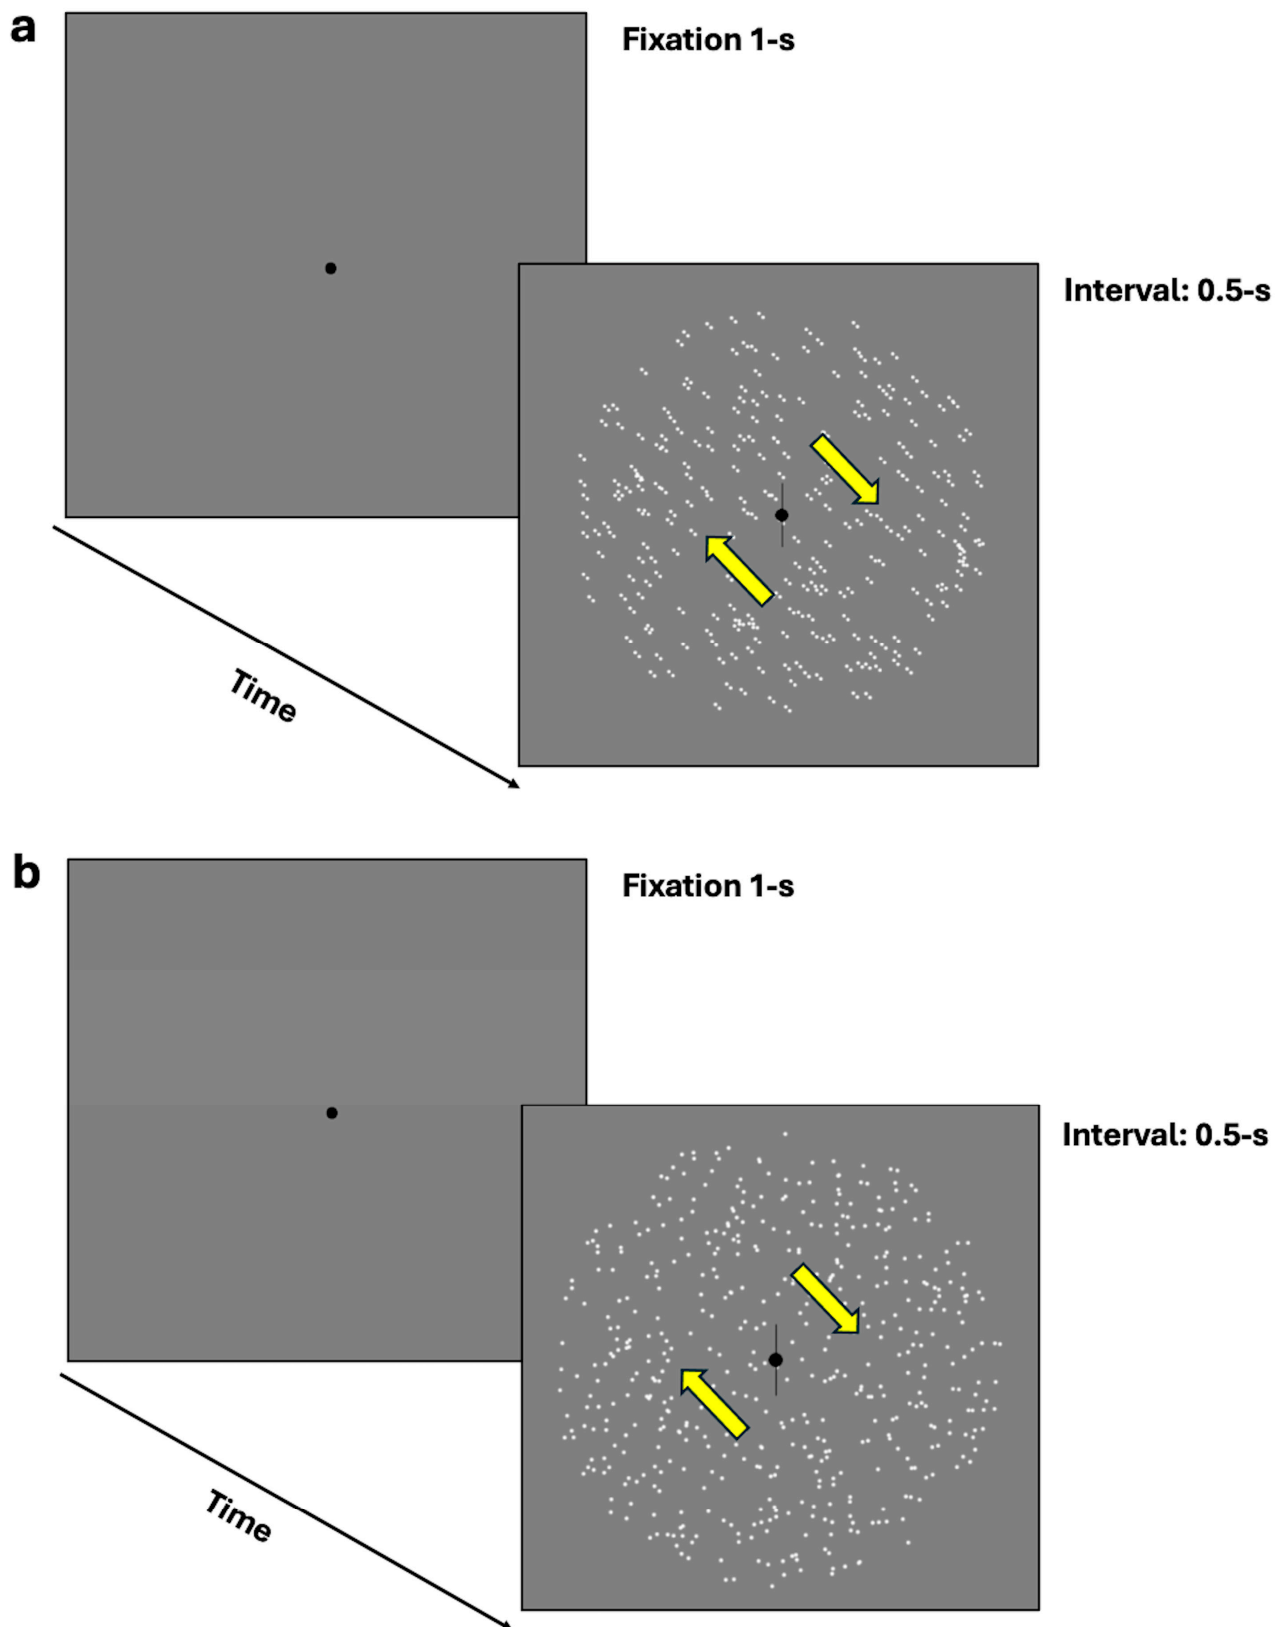 a
Fixation 1-s
Interval: 0.5-s
Time
b
Fixation 1-s
Interval: 0.5-s
Time